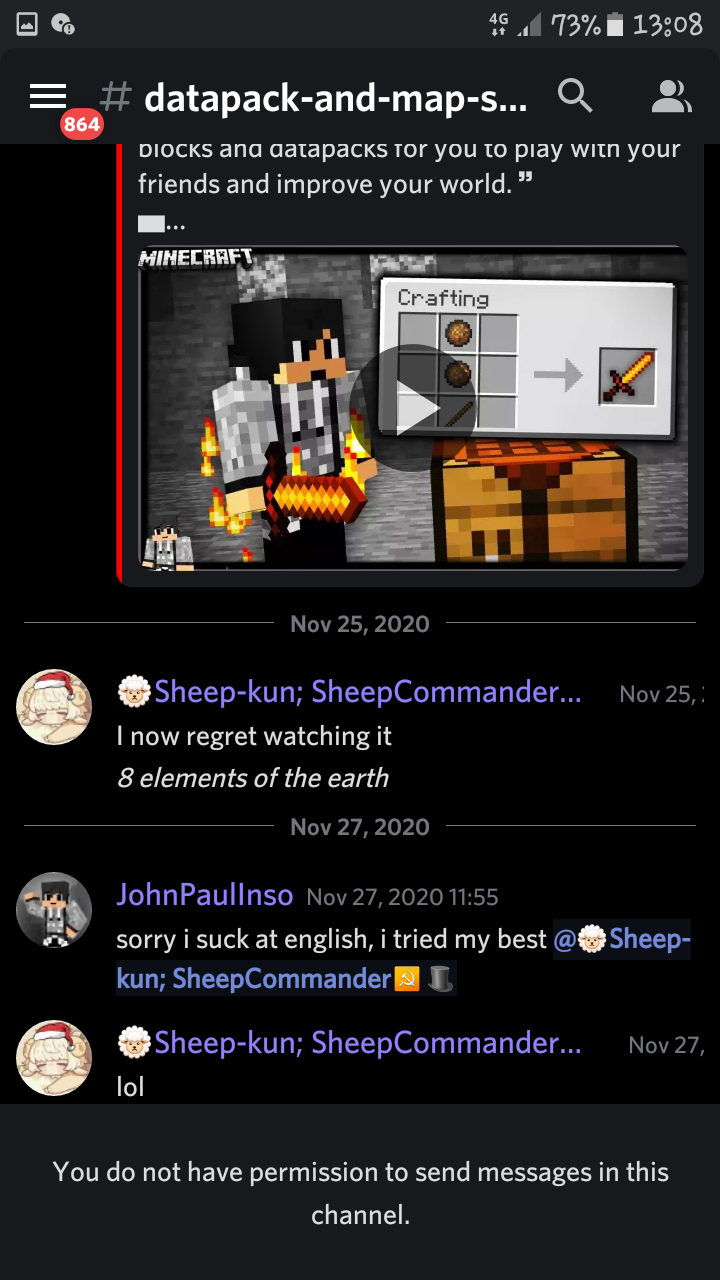 4G 73% 13:08
# datapack-and-map-s...
864
blocks and datapacks for you to play with your
friends and improve your world. ❞
...
MINECRAFT
Crafting
Nov 25, 2020
🐑Sheep-kun; SheepCommander... Nov 25,
I now regret watching it
8 elements of the earth
Nov 27, 2020
JohnPaulInso Nov 27, 2020 11:55
sorry i suck at english, i tried my best @🐑Sheep-
kun; SheepCommander☭🎩
🐑Sheep-kun; SheepCommander... Nov 27,
lol
You do not have permission to send messages in this
channel.